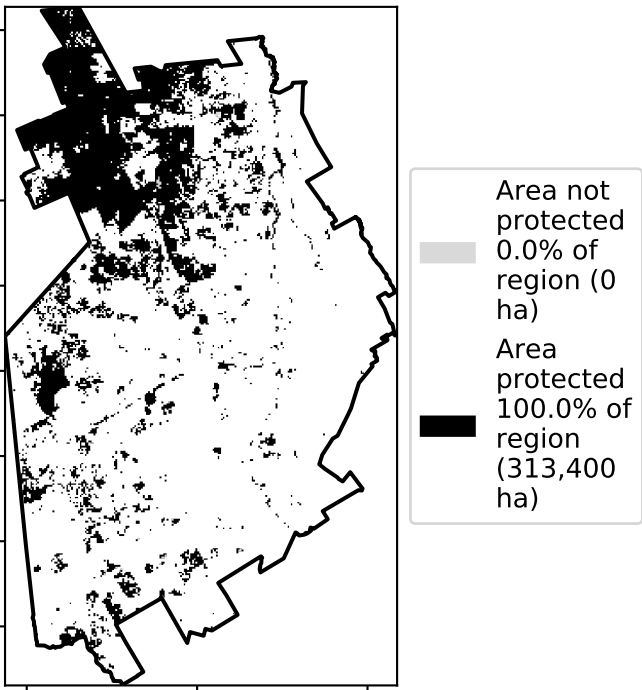 Area not
protected
0.0% of
region (0
ha)
Area
protected
100.0% of
region
(313,400
ha)